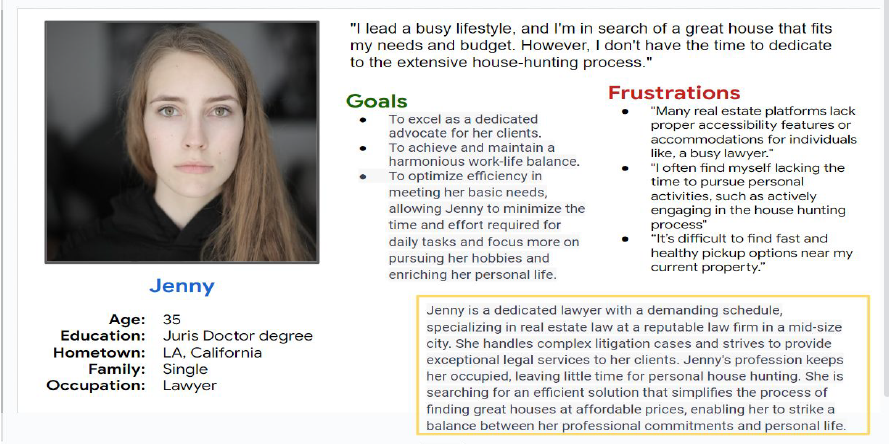 "I lead a busy lifestyle, and I'm in search of a great house that fits
my needs and budget. However, I don't have the time to dedicate
to the extensive house-hunting process."
Goals
• To excel as a dedicated
advocate for her clients.
• To achieve and maintain a
harmonious work-life balance.
• To optimize efficiency in
meeting her basic needs,
allowing Jenny to minimize the
time and effort required for
daily tasks and focus more on
pursuing her hobbies and
enriching her personal life.
Frustrations
• "Many real estate platforms lack
proper accessibility features or
accommodations for individuals
like, a busy lawyer."
• "I often find myself lacking the
time to pursue personal
activities, such as actively
engaging in the house hunting
process"
• "It's difficult to find fast and
healthy pickup options near my
current property."
Jenny
Age: 35
Education: Juris Doctor degree
Hometown: LA, California
Family: Single
Occupation: Lawyer
Jenny is a dedicated lawyer with a demanding schedule,
specializing in real estate law at a reputable law firm in a mid-size
city. She handles complex litigation cases and strives to provide
exceptional legal services to her clients. Jenny's profession keeps
her occupied, leaving little time for personal house hunting. She is
searching for an efficient solution that simplifies the process of
finding great houses at affordable prices, enabling her to strike a
balance between her professional commitments and personal life.